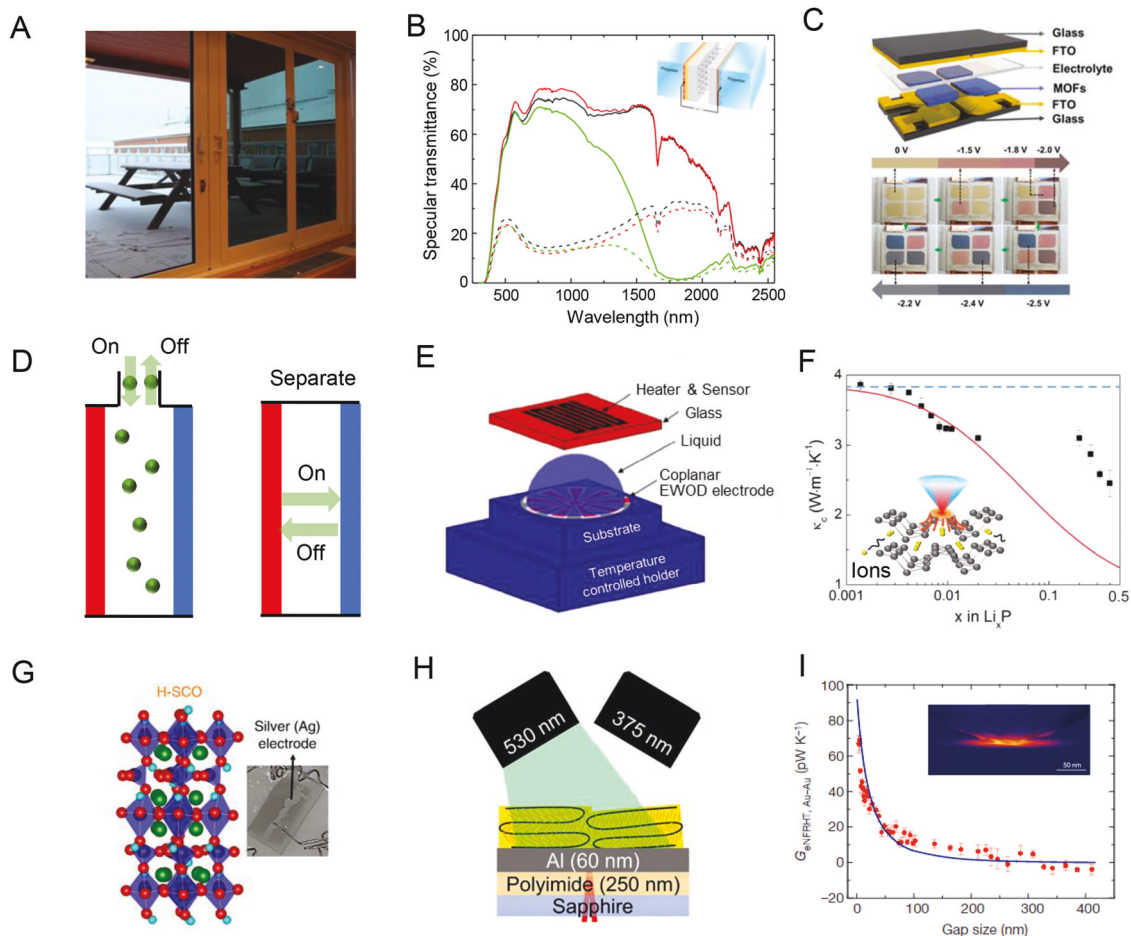 A
B
Specular transmittance (%)
100
80
60
40
20
0
500
1000
1500
2000
2500
Wavelength (nm)
Polyester
Polyester
C
Glass
FTO
Electrolyte
MOFs
FTO
Glass
0 V
-1.5 V
-1.8 V
-2.0 V
-2.2 V
-2.4 V
-2.5 V
D
On
Off
Separate
On
Off
E
Heater & Sensor
Glass
Liquid
Coplanar
EWOD electrode
Substrate
Temperature
controlled holder
F
κc (W·m⁻¹·K⁻¹)
4
3
2
1
0.001
0.01
0.1
0.5
Ions
x in LixP
G
H-SCO
Silver (Ag)
electrode
H
530 nm
375 nm
Al (60 nm)
Polyimide (250 nm)
Sapphire
I
GeNFRHT, Au–Au (pW K⁻¹)
100
80
60
40
20
0
−20
0
100
200
300
400
50 nm
Gap size (nm)